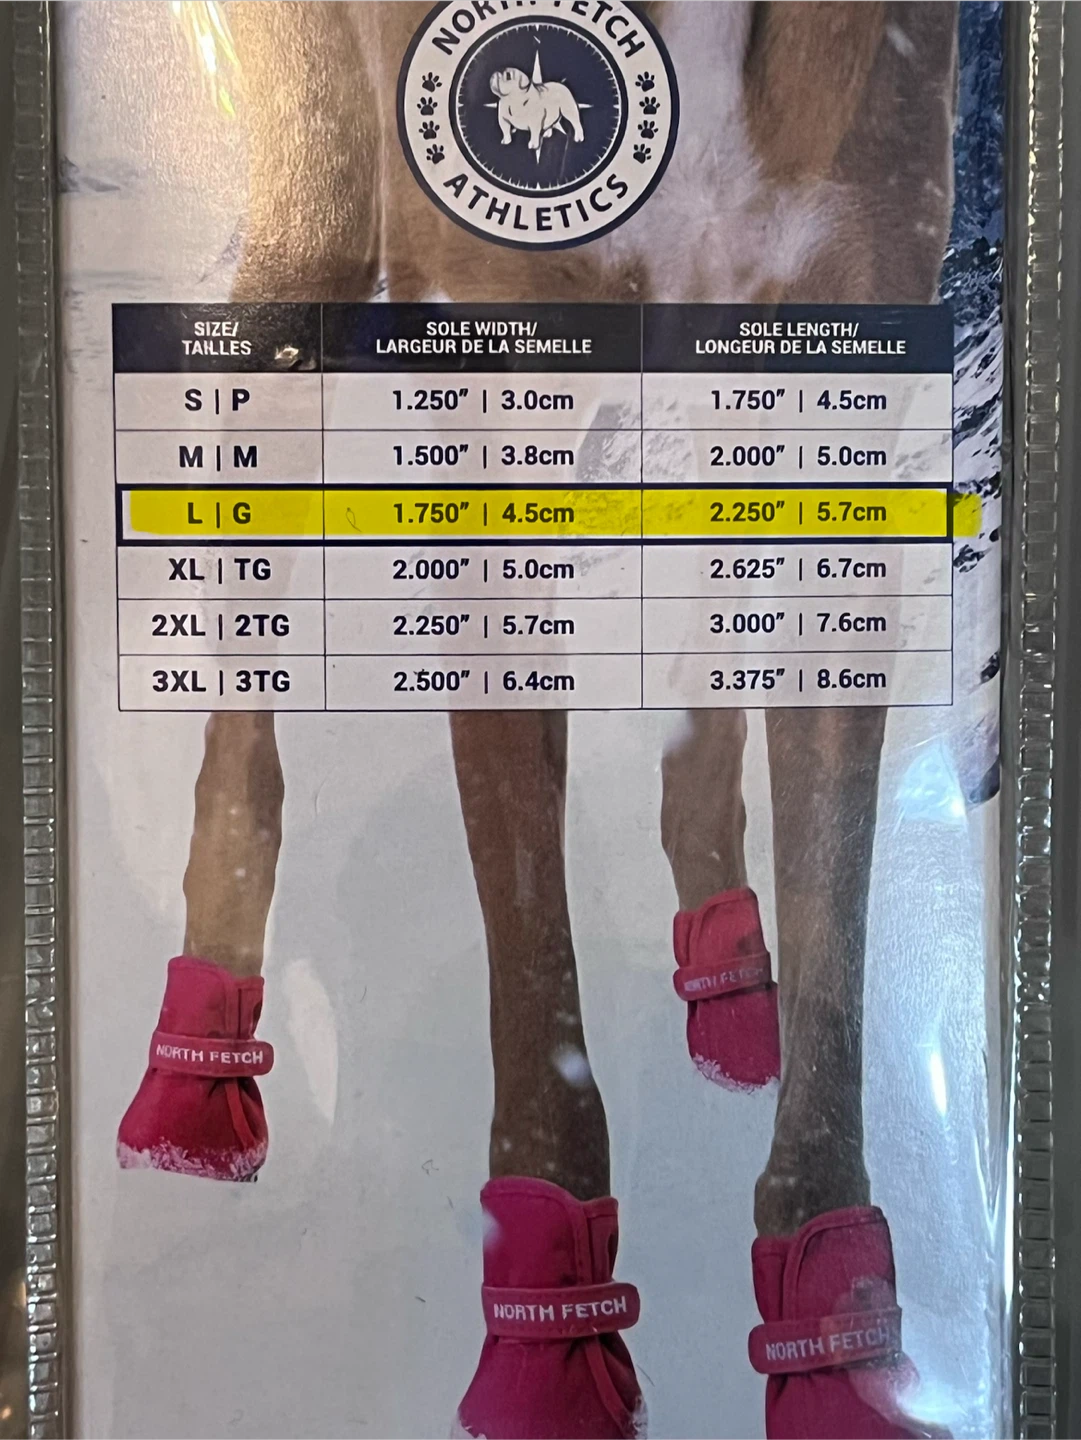 NORTH FETCH
ATHLETICS
SIZE/ SOLE WIDTH/ SOLE LENGTH/
TAILLES LARGEUR DE LA SEMELLE LONGEUR DE LA SEMELLE
S | P 1.250" | 3.0cm 1.750" | 4.5cm
M | M 1.500" | 3.8cm 2.000" | 5.0cm
L | G 1.750" | 4.5cm 2.250" | 5.7cm
XL | TG 2.000" | 5.0cm 2.625" | 6.7cm
2XL | 2TG 2.250" | 5.7cm 3.000" | 7.6cm
3XL | 3TG 2.500" | 6.4cm 3.375" | 8.6cm
NORTH FETCH
NORTH FETCH
NORTH FETCH
NORTH FETCH